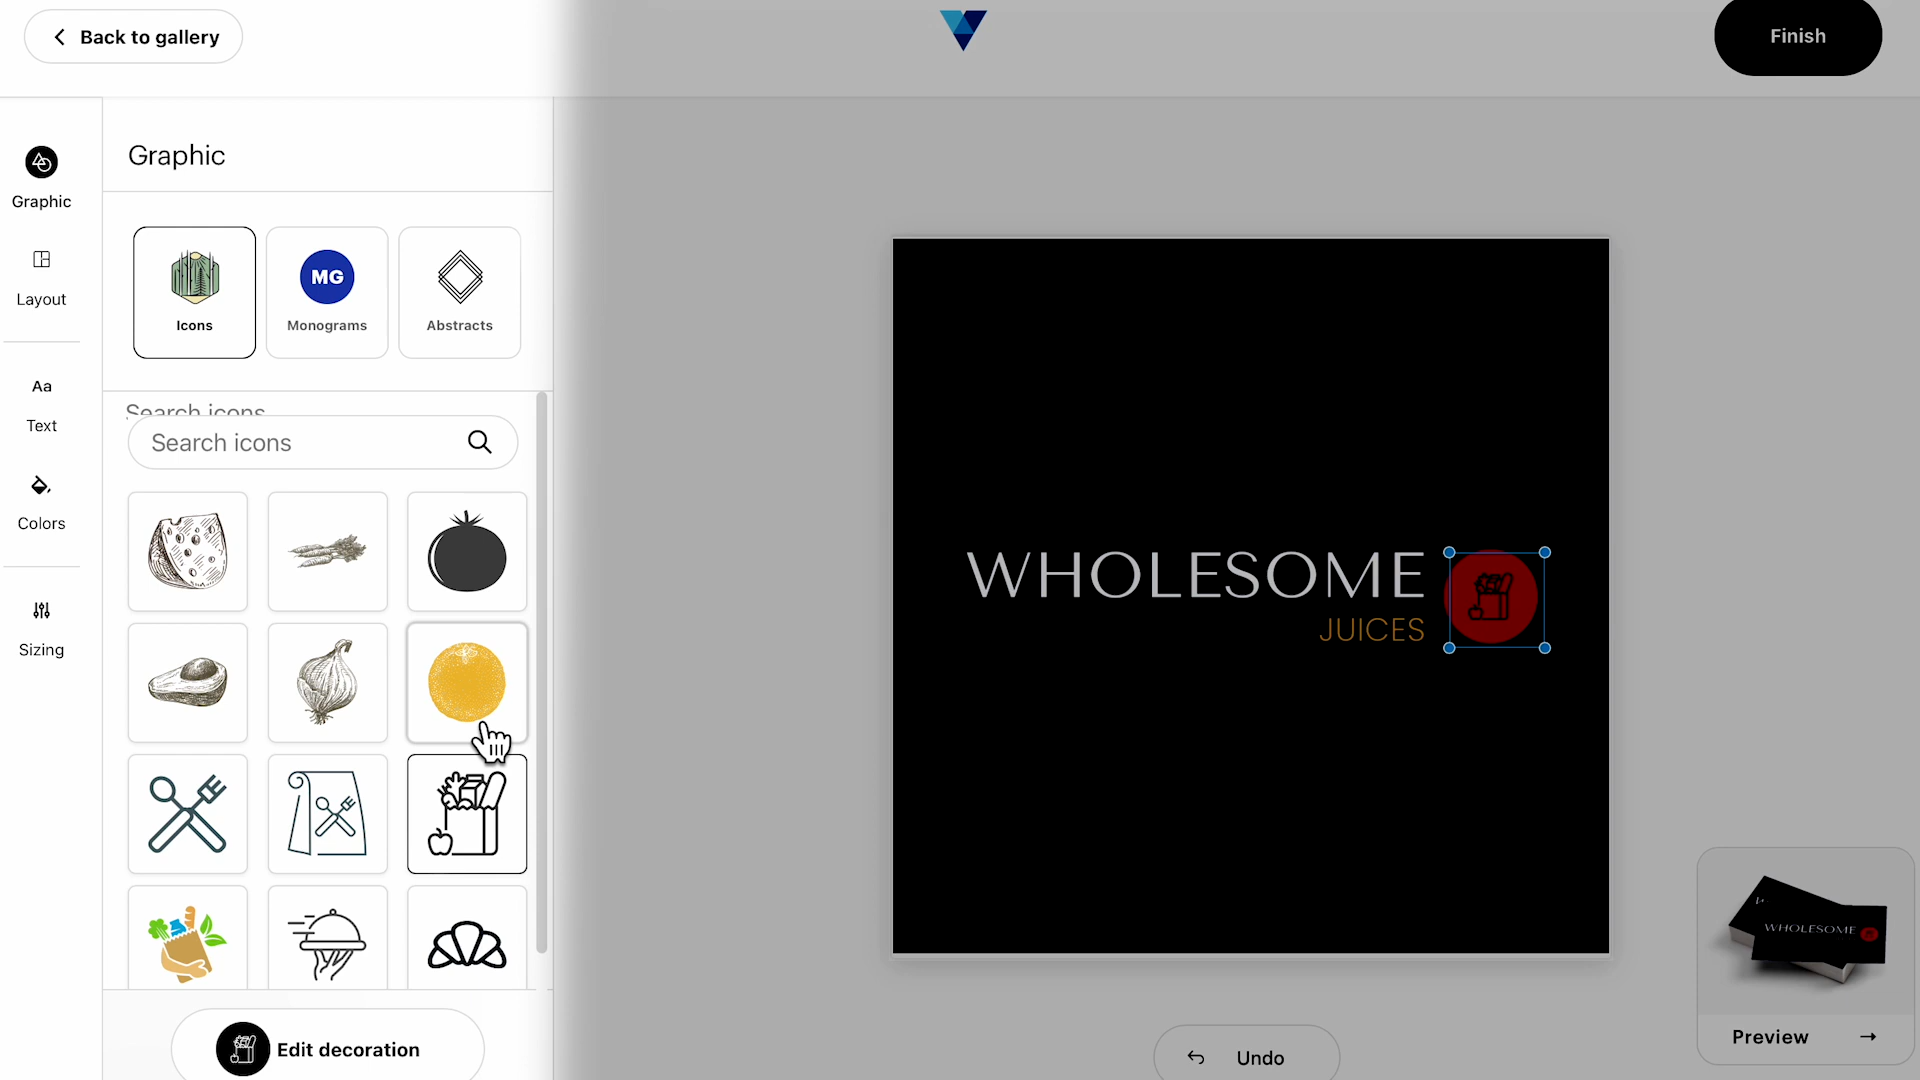 Back to gallery
Finish
Graphic
Graphic
Layout
Text
Aa
Colors
Sizing
MG
Icons
Monograms
Abstracts
Search icons
Search icons
WHOLESOME
JUICES
WHOLESOME
Edit decoration
Undo
Preview